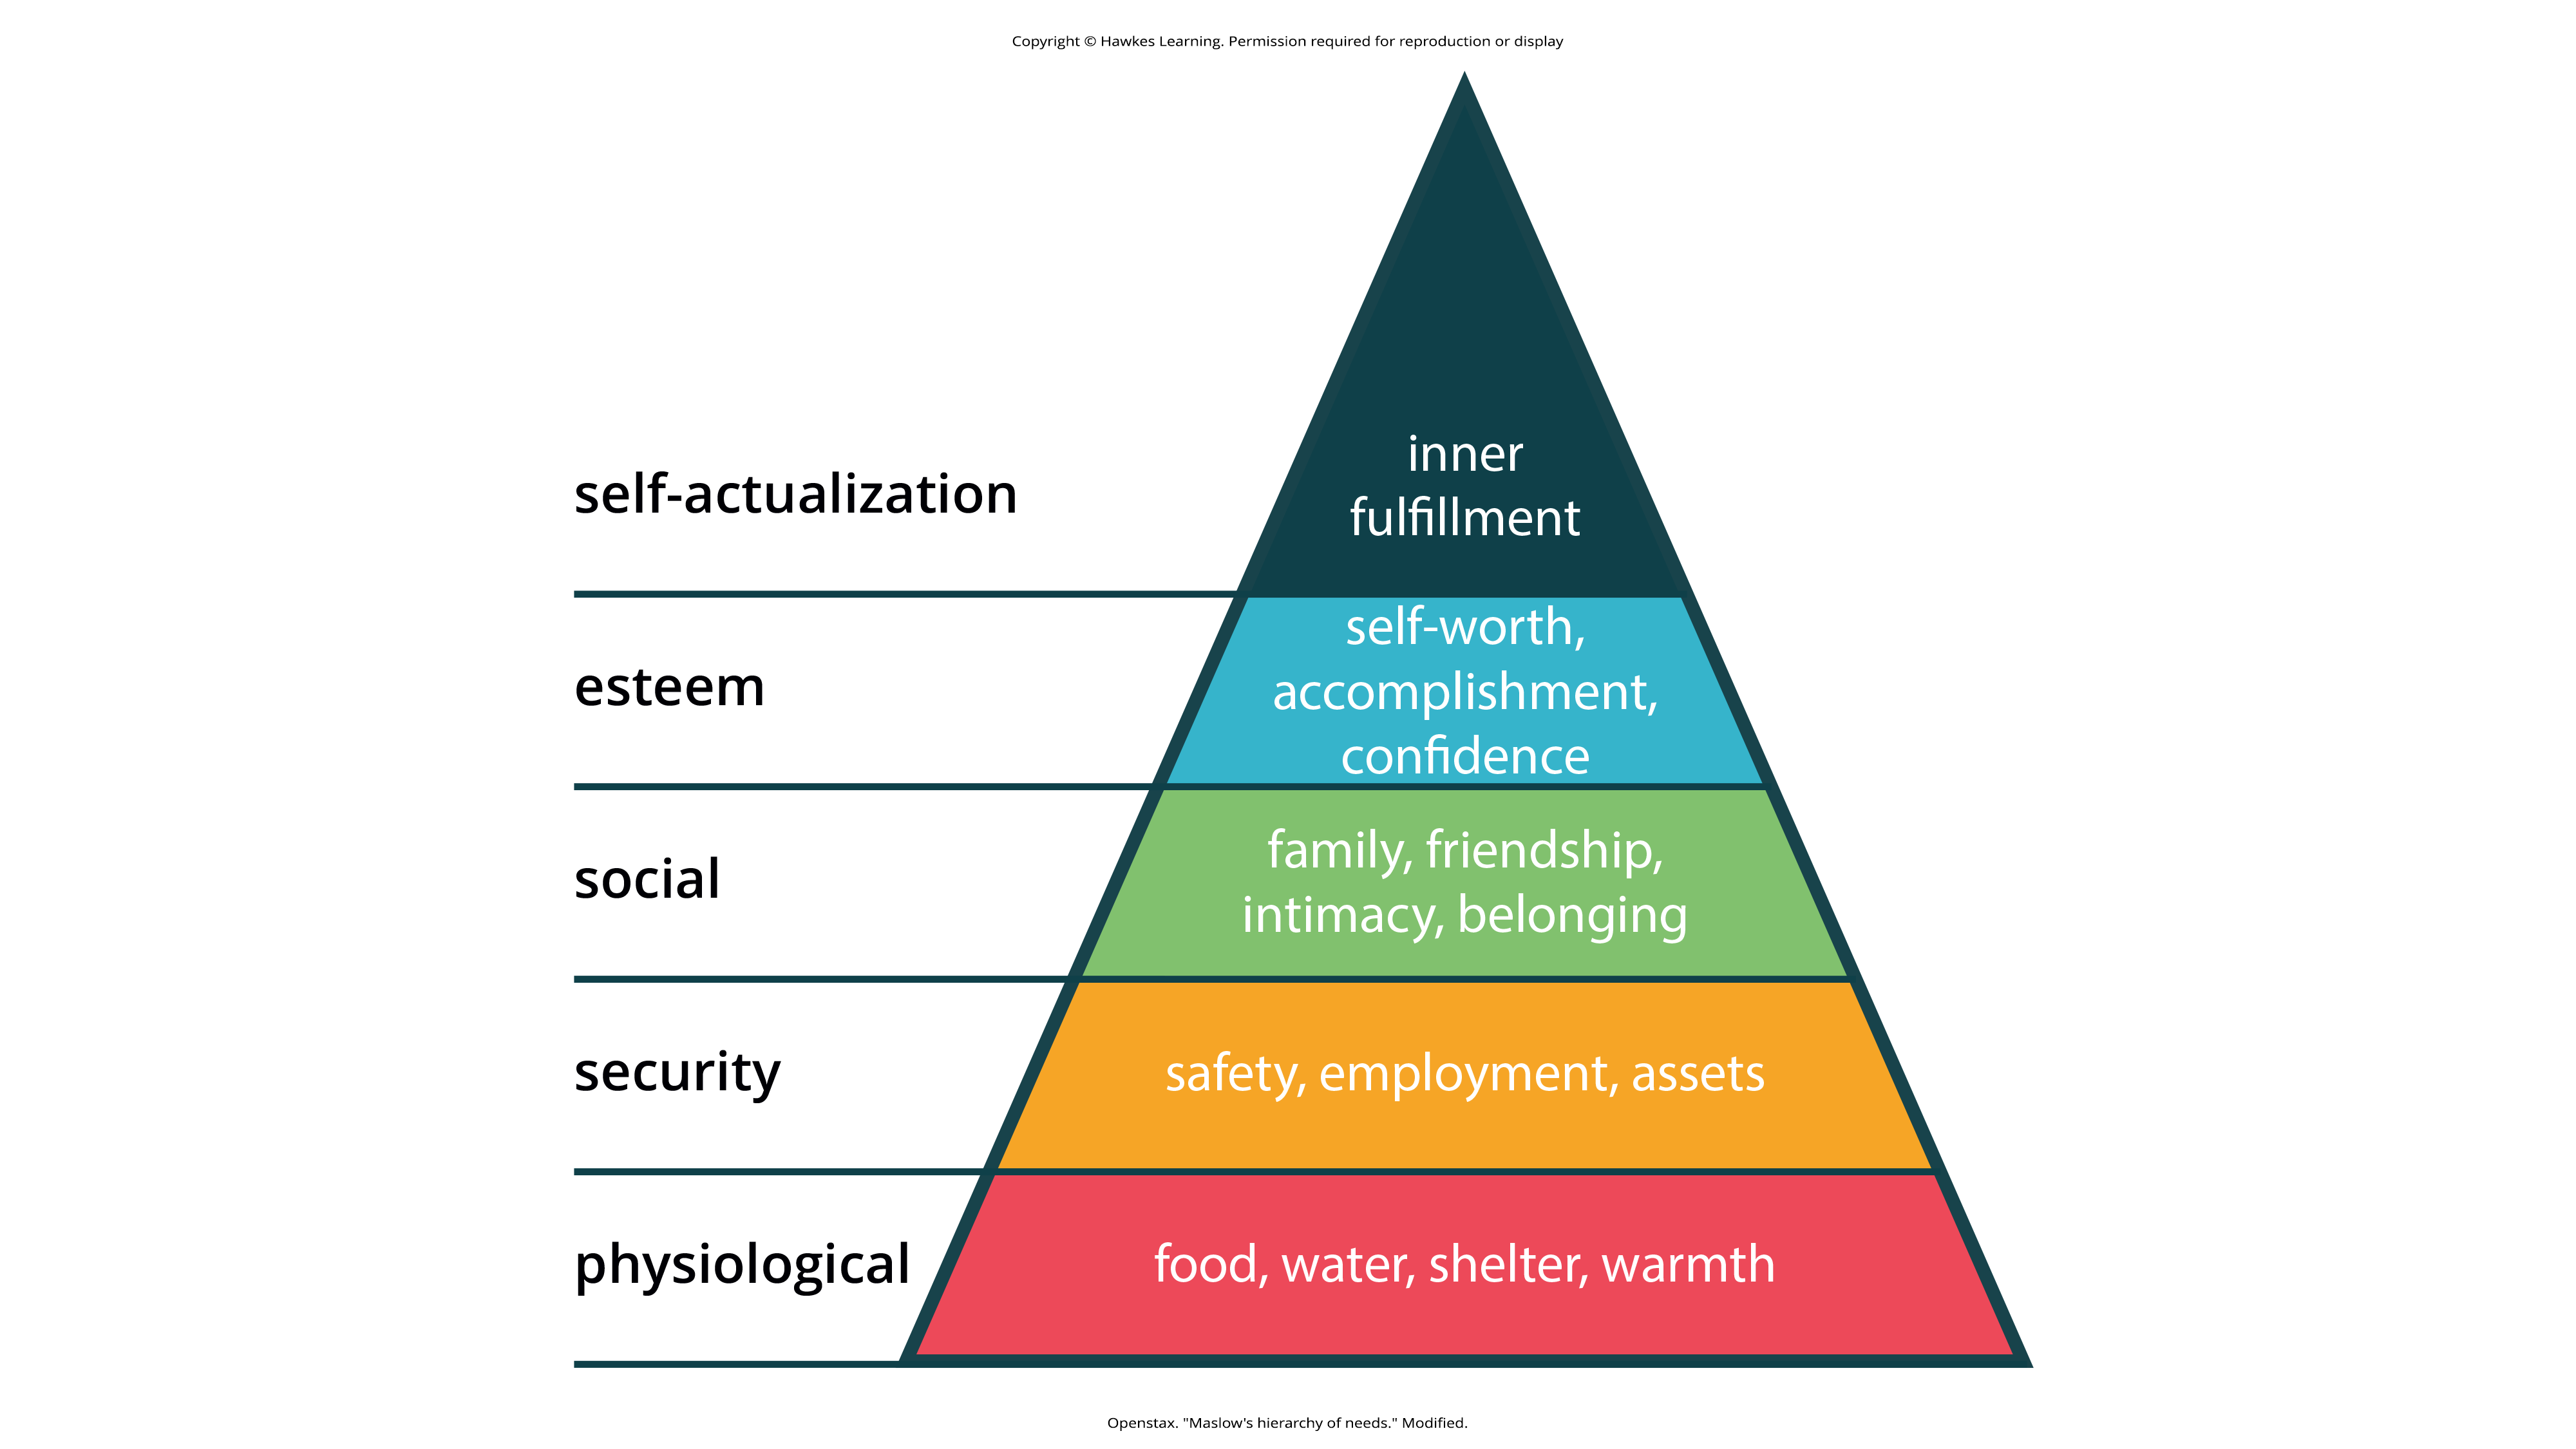 Copyright © Hawkes Learning. Permission required for reproduction or display
self-actualization
inner
fulfillment
esteem
self-worth,
accomplishment,
confidence
social
family, friendship,
intimacy, belonging
security
safety, employment, assets
physiological
food, water, shelter, warmth
Openstax. "Maslow's hierarchy of needs." Modified.